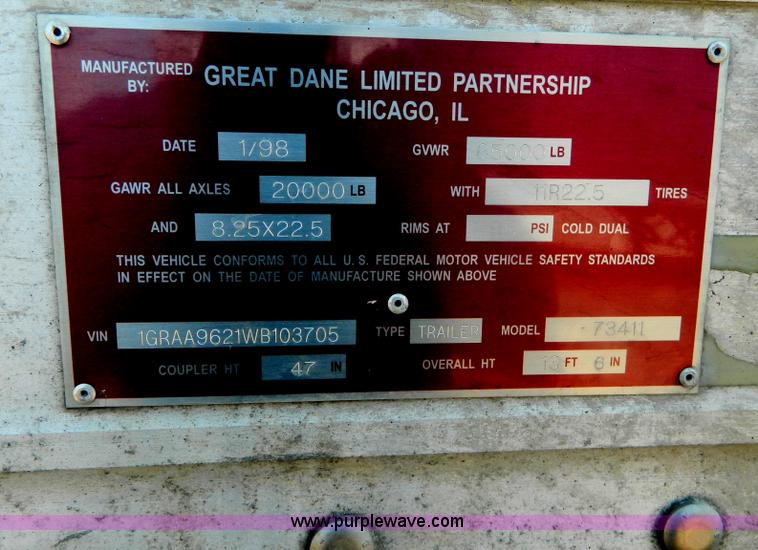 MANUFACTURED BY: GREAT DANE LIMITED PARTNERSHIP
CHICAGO, IL
DATE 1/98 GVWR 65000 LB
GAWR ALL AXLES 20000 LB WITH 11R22.5 TIRES
AND 8.25X22.5 RIMS AT PSI COLD DUAL
THIS VEHICLE CONFORMS TO ALL U.S. FEDERAL MOTOR VEHICLE SAFETY STANDARDS
IN EFFECT ON THE DATE OF MANUFACTURE SHOWN ABOVE
VIN 1GRAA9621WB103705 TYPE TRAILER MODEL 73411
COUPLER HT 47 IN OVERALL HT 13 FT 6 IN
www.purplewave.com